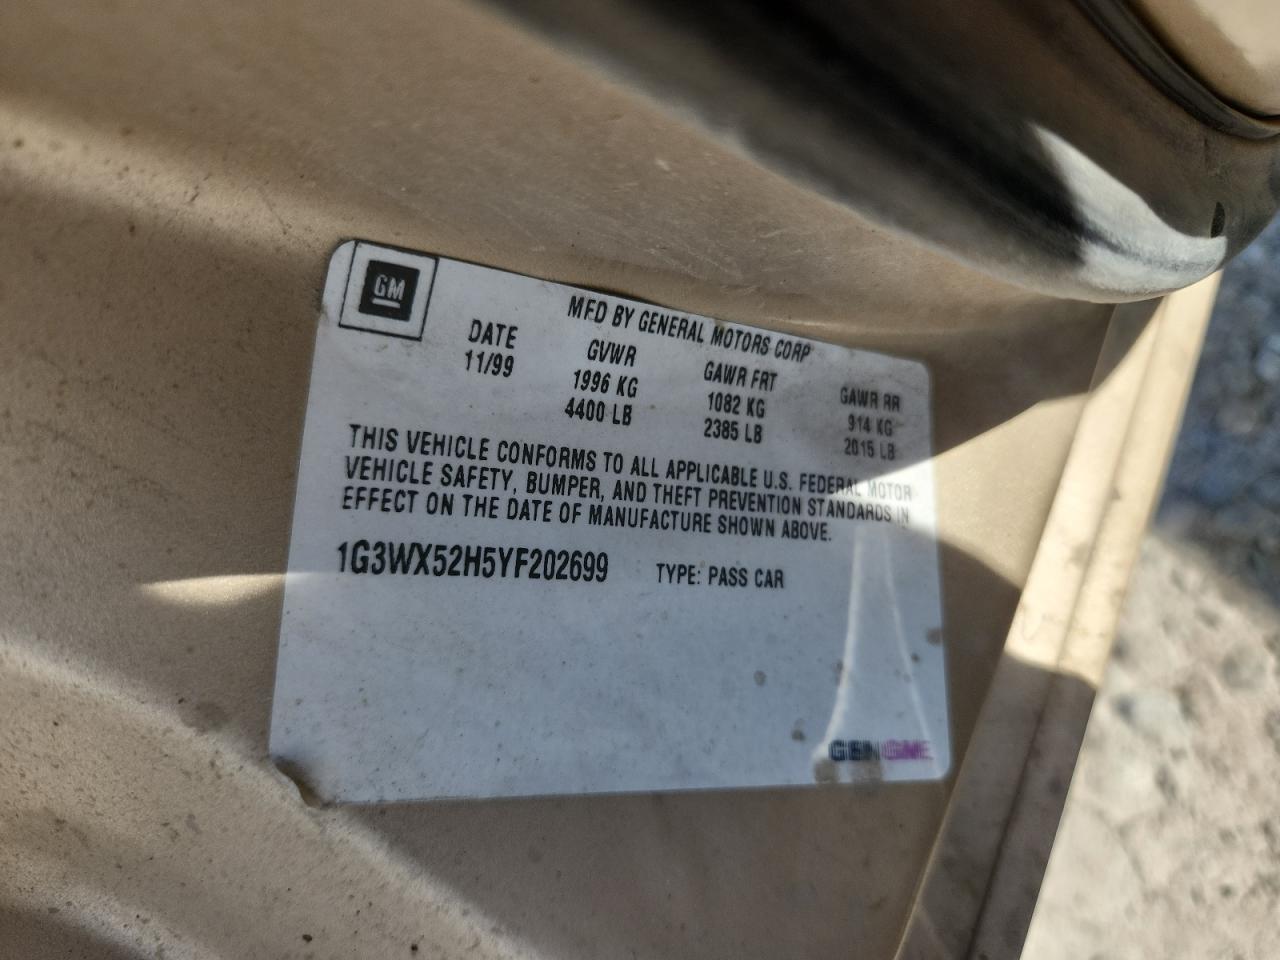 GM
MFD BY GENERAL MOTORS CORP
DATE GVWR GAWR FRT GAWR RR
11/99 1996 KG 1082 KG 914 KG
4400 LB 2385 LB 2015 LB
THIS VEHICLE CONFORMS TO ALL APPLICABLE U.S. FEDERAL MOTOR
VEHICLE SAFETY, BUMPER, AND THEFT PREVENTION STANDARDS IN
EFFECT ON THE DATE OF MANUFACTURE SHOWN ABOVE.
1G3WX52H5YF202699 TYPE: PASS CAR